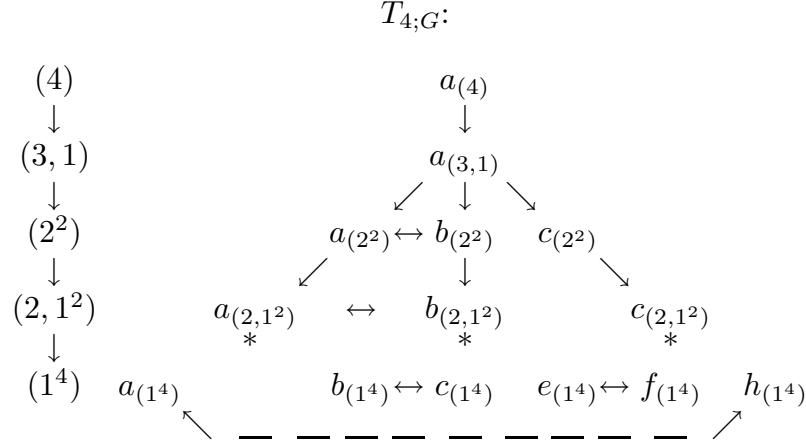 T_{4;G}:
(4) a_{(4)}
(3, 1) a_{(3,1)}
(2^2) a_{(2^2)} ↔ b_{(2^2)} c_{(2^2)}
(2, 1^2) a_{(2,1^2)} ↔ b_{(2,1^2)} c_{(2,1^2)}
* * *
(1^4) a_{(1^4)} b_{(1^4)} ↔ c_{(1^4)} e_{(1^4)} ↔ f_{(1^4)} h_{(1^4)}